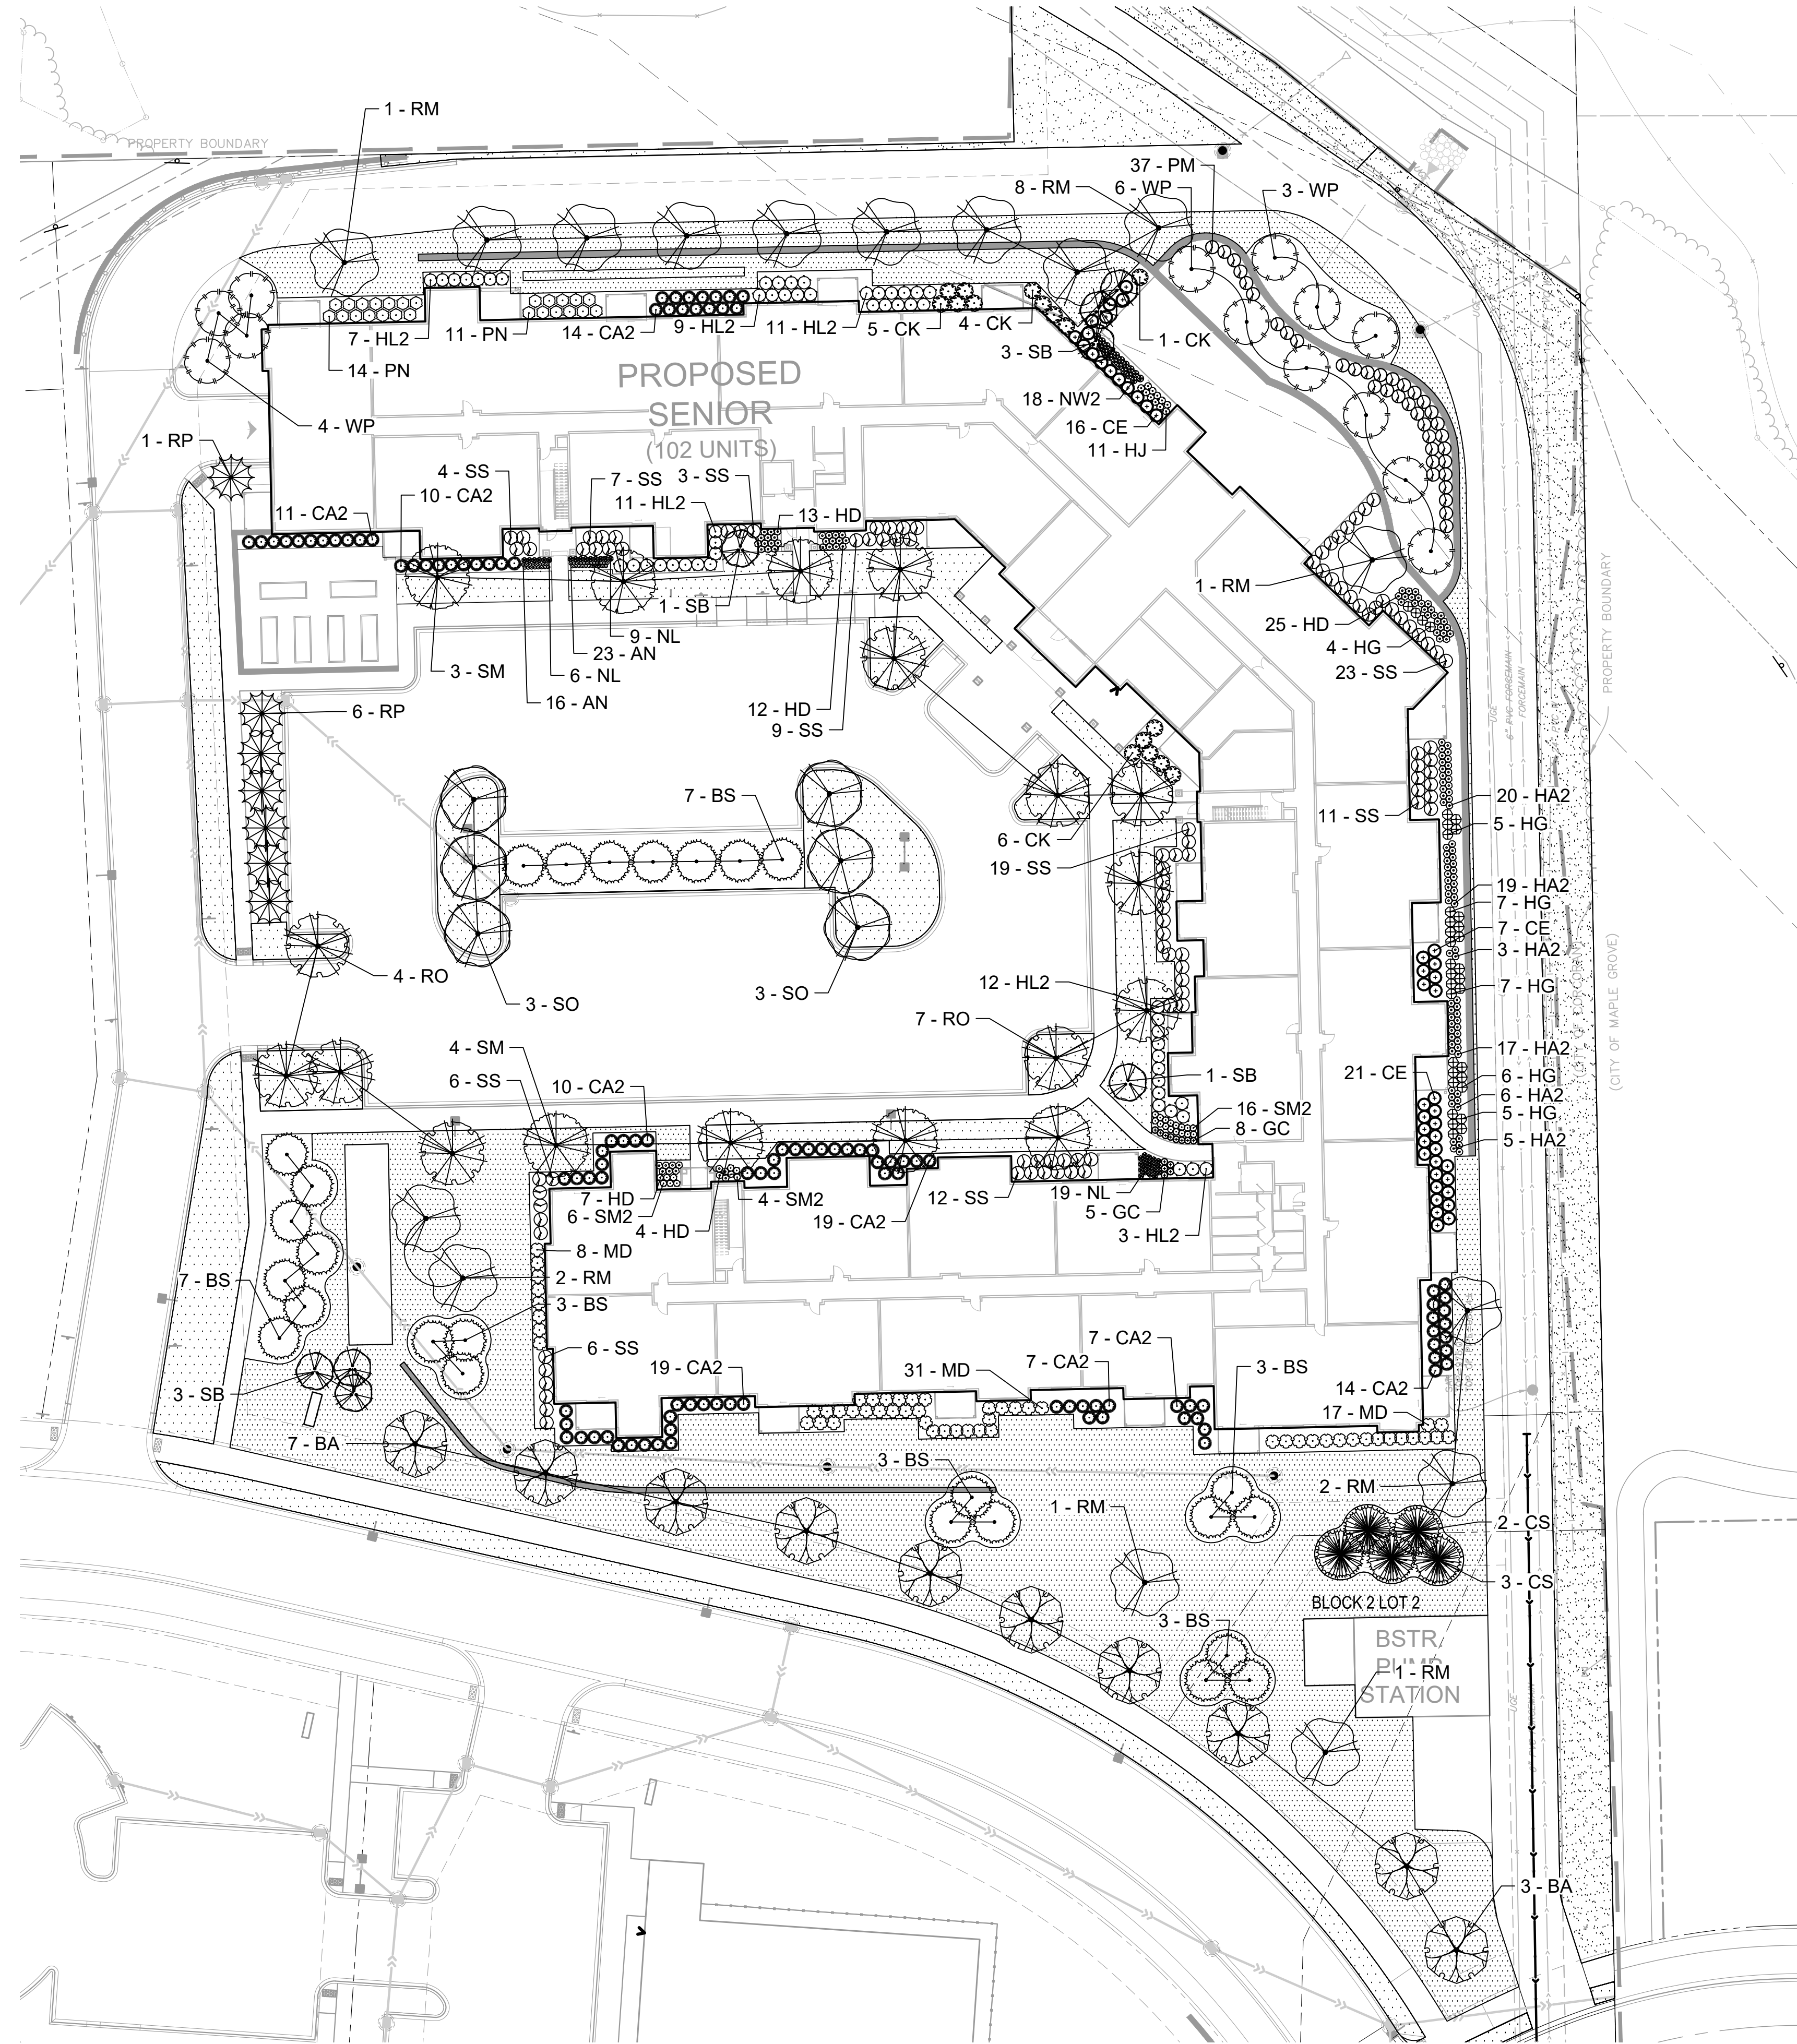 1 - RM
PROPERTY BOUNDARY
37 - PM
8 - RM
6 - WP
3 - WP
7 - HL2
11 - PN
14 - CA2
9 - HL2
11 - HL2
5 - CK
4 - CK
1 - CK
3 - SB
14 - PN
PROPOSED
SENIOR
(102 UNITS)
18 - NW2
16 - CE
11 - HJ
4 - WP
1 - RP
4 - SS
7 - SS
3 - SS
10 - CA2
11 - HL2
11 - CA2
13 - HD
1 - SB
9 - NL
23 - AN
3 - SM
6 - NL
16 - AN
12 - HD
9 - SS
1 - RM
25 - HD
4 - HG
23 - SS
PROPERTY BOUNDARY
UGE
6" PVC FORCEMAIN
FORCEMAIN
6 - RP
7 - BS
20 - HA2
11 - SS
5 - HG
6 - CK
19 - SS
19 - HA2
7 - HG
7 - CE
3 - HA2
4 - RO
3 - SO
3 - SO
12 - HL2
7 - HG
(CITY OF MAPLE GROVE)
7 - RO
4 - SM
6 - SS
10 - CA2
17 - HA2
21 - CE
1 - SB
6 - HG
6 - HA2
16 - SM2
5 - HG
8 - GC
5 - HA2
7 - HD
6 - SM2
4 - HD
4 - SM2
19 - CA2
12 - SS
19 - NL
5 - GC
3 - HL2
8 - MD
7 - BS
2 - RM
3 - BS
6 - SS
19 - CA2
31 - MD
7 - CA2
7 - CA2
3 - BS
3 - SB
14 - CA2
17 - MD
7 - BA
3 - BS
1 - RM
2 - RM
2 - CS
3 - CS
BLOCK 2 LOT 2
3 - BS
BSTR.
PUMP
1 - RM
STATION
UGE
3 - BA